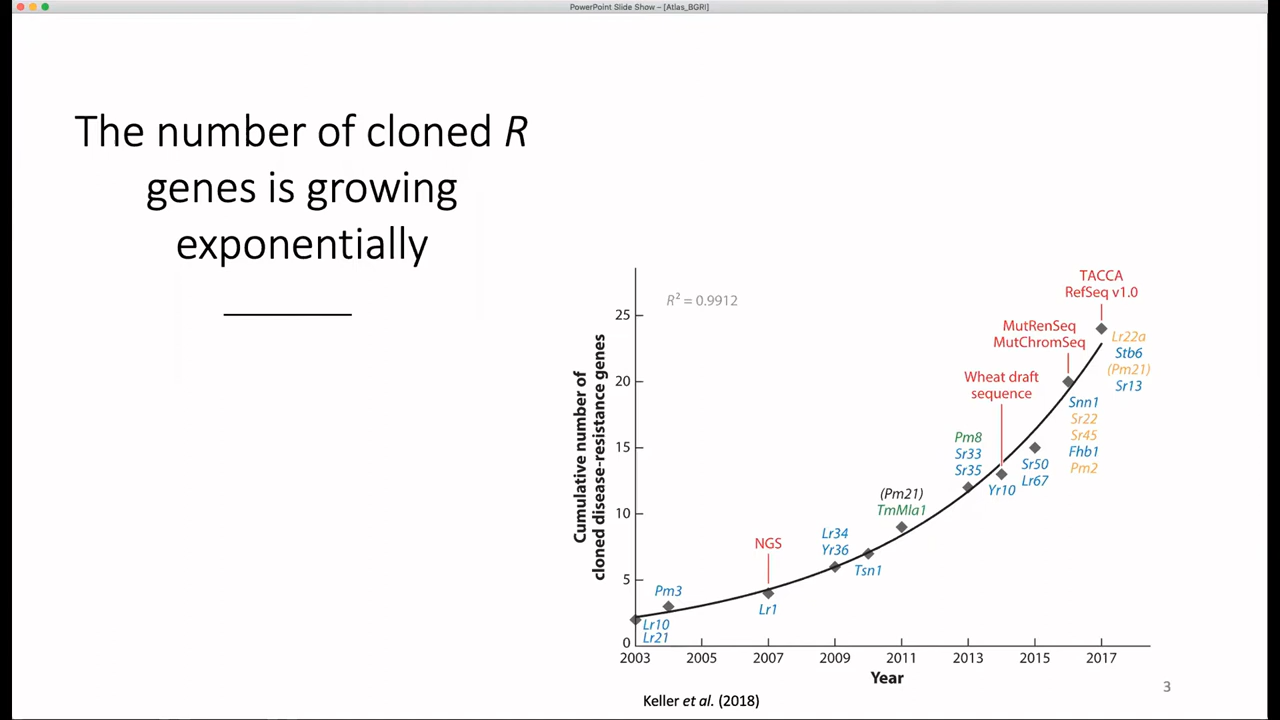 PowerPoint Slide Show – [Atlas_BGRI]
The number of cloned R
genes is growing
exponentially
R² = 0.9912
TACCA
RefSeq v1.0
MutRenSeq
MutChromSeq
Wheat draft
sequence
NGS
Lr22a
Stb6
(Pm21)
Sr13
Snn1
Sr22
Sr45
Fhb1
Pm2
Sr50
Lr67
Yr10
Pm8
Sr33
Sr35
(Pm21)
TmMla1
Lr34
Yr36
Tsn1
Lr1
Pm3
Lr10
Lr21
Cumulative number of
cloned disease-resistance genes
25
20
15
10
5
0
2003 2005 2007 2009 2011 2013 2015 2017
Year
Keller et al. (2018)
3